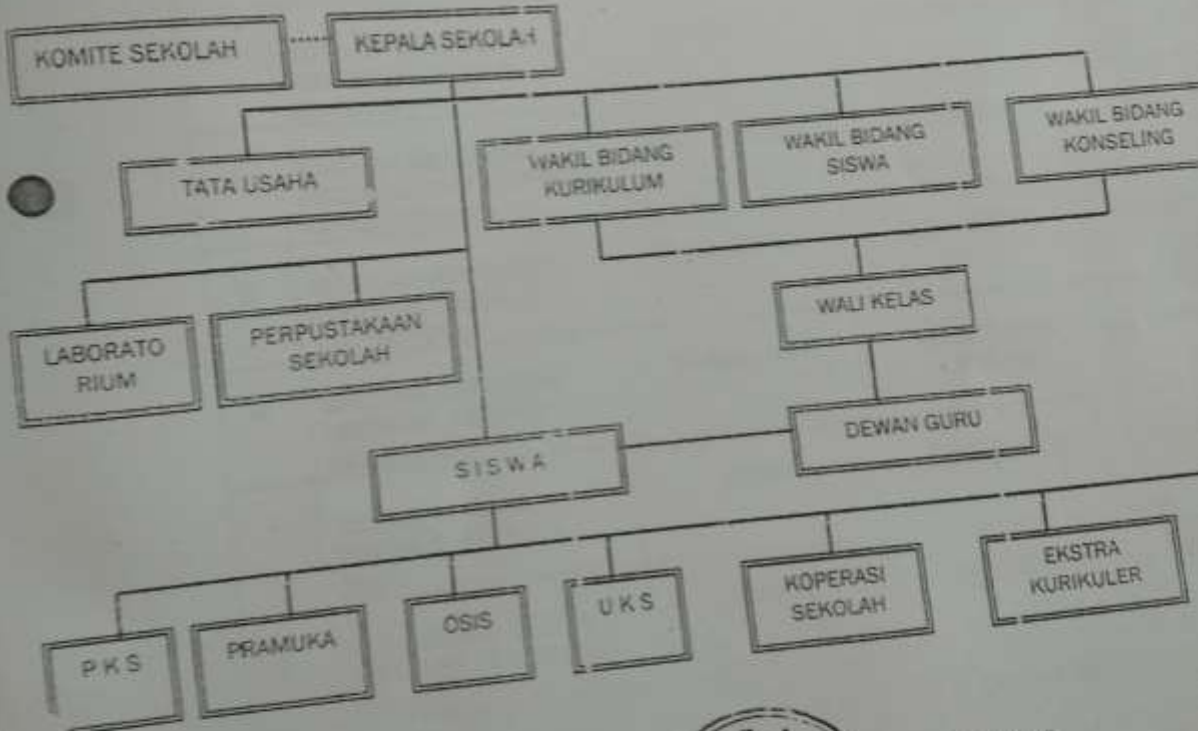 KOMITE SEKOLAH
KEPALA SEKOLAH
TATA USAHA
WAKIL BIDANG
KURIKULUM
WAKIL BIDANG
SISWA
WAKIL BIDANG
KONSELING
WALI KELAS
LABORATO
RIUM
PERPUSTAKAAN
SEKOLAH
DEWAN GURU
S I S W A
P K S
PRAMUKA
OSIS
U K S
KOPERASI
SEKOLAH
EKSTRA
KURIKULER